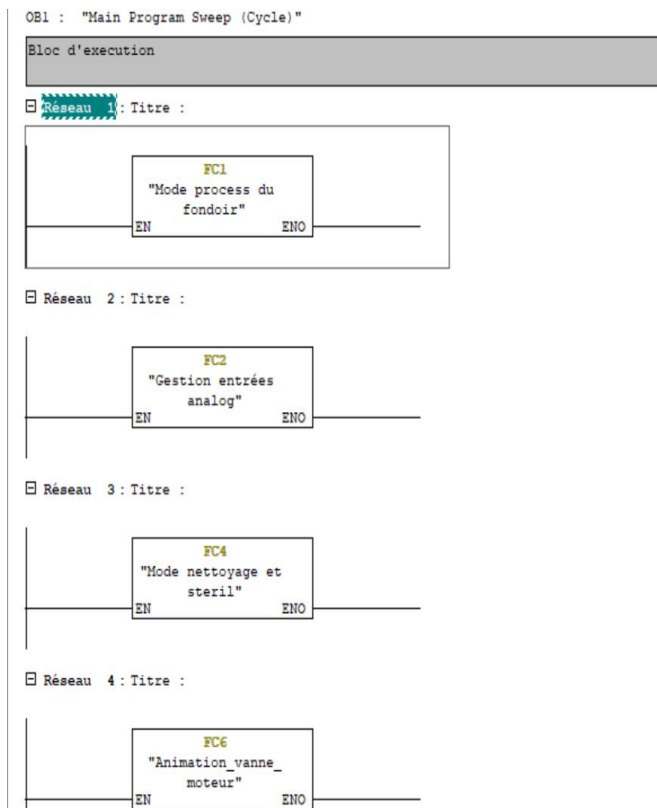 OB1 : "Main Program Sweep (Cycle)"
Bloc d'execution
Réseau 1 : Titre :
FC1
"Mode process du
fondoir"
EN ENO
Réseau 2 : Titre :
FC2
"Gestion entrées
analog"
EN ENO
Réseau 3 : Titre :
FC4
"Mode nettoyage et
steril"
EN ENO
Réseau 4 : Titre :
FC6
"Animation_vanne_
moteur"
EN ENO